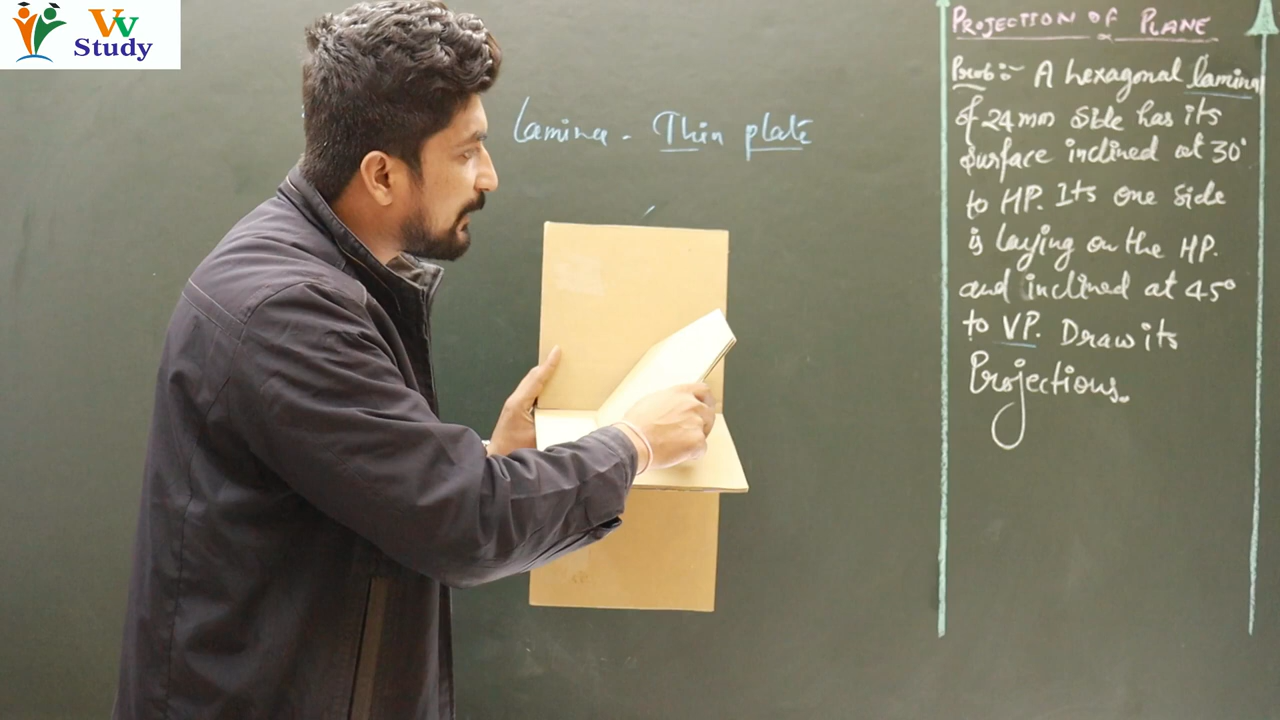 Vv
Study
Lamina - Thin plate
PROJECTION OF PLANE
Prob:- A hexagonal lamina
of 24mm side has its
surface inclined at 30°
to HP. Its one side
is laying on the HP.
and inclined at 45°
to VP. Draw its
Projections.